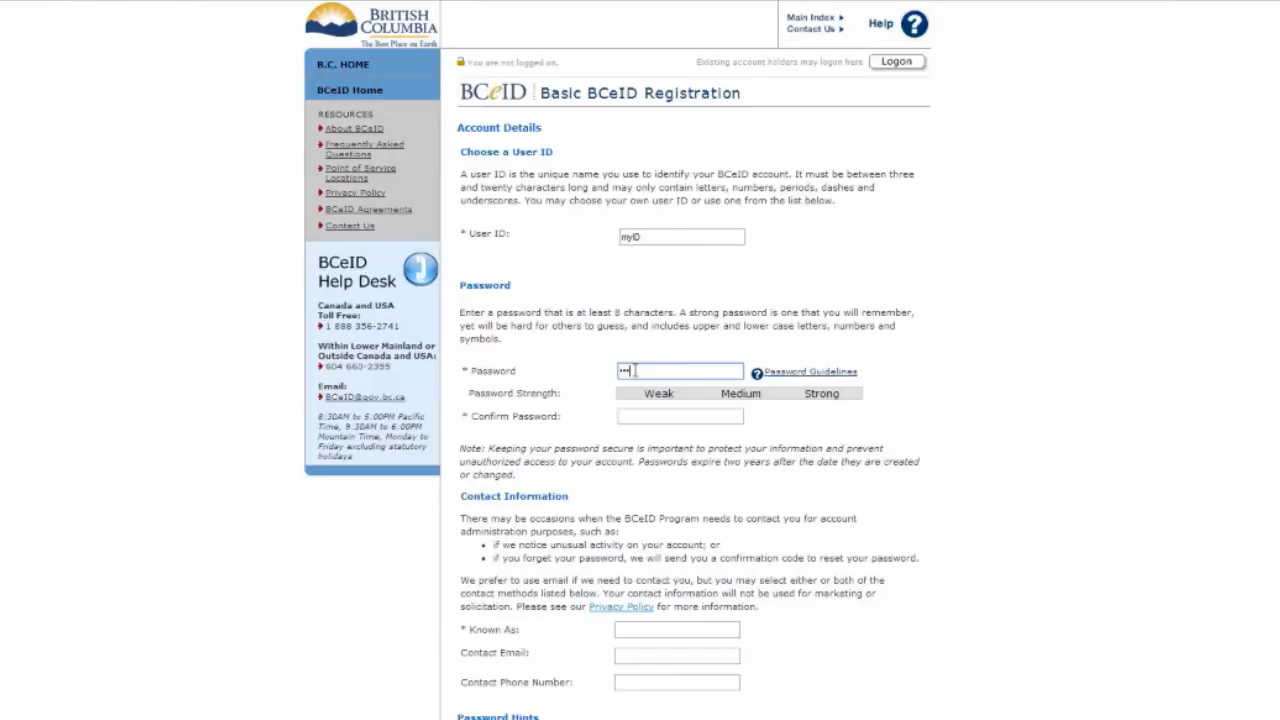 BRITISH
COLUMBIA
The Best Place on Earth
Main Index
Contact Us
Help
B.C. HOME
BCeID Home
RESOURCES
About BCeID
Frequently Asked
Questions
Point of Service
Locations
Privacy Policy
BCeID Agreements
Contact Us
BCeID
Help Desk
Canada and USA
Toll Free:
1 888 356-2741
Within Lower Mainland or
Outside Canada and USA:
604 660-2355
Email:
BCeID@gov.bc.ca
8:30AM to 5:00PM Pacific
Time, 9:30AM to 6:00PM
Mountain Time, Monday to
Friday excluding statutory
holidays
You are not logged on.
Existing account holders may logon here
Logon
BCeID
Basic BCeID Registration
Account Details
Choose a User ID
A user ID is the unique name you use to identify your BCeID account. It must be between three
and twenty characters long and may only contain letters, numbers, periods, dashes and
underscores. You may choose your own user ID or use one from the list below.
* User ID: myID
Password
Enter a password that is at least 8 characters. A strong password is one that you will remember,
yet will be hard for others to guess, and includes upper and lower case letters, numbers and
symbols.
* Password ••• ? Password Guidelines
Password Strength: Weak Medium Strong
* Confirm Password:
Note: Keeping your password secure is important to protect your information and prevent
unauthorized access to your account. Passwords expire two years after the date they are created
or changed.
Contact Information
There may be occasions when the BCeID Program needs to contact you for account
administration purposes, such as:
• if we notice unusual activity on your account; or
• if you forget your password, we will send you a confirmation code to reset your password.
We prefer to use email if we need to contact you, but you may select either or both of the
contact methods listed below. Your contact information will not be used for marketing or
solicitation. Please see our Privacy Policy for more information.
* Known As:
Contact Email:
Contact Phone Number:
Password Hints